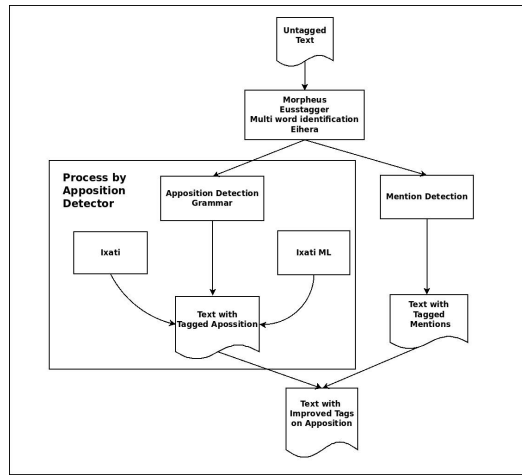 Untagged
Text
Morpheus
Eusstagger
Multi word identification
Eihera
Process by
Apposition
Detector
Apposition Detection
Grammar
Mention Detection
Ixati
Ixati ML
Text with
Tagged Apossition
Text with
Tagged
Mentions
Text with
Improved Tags
on Apposition